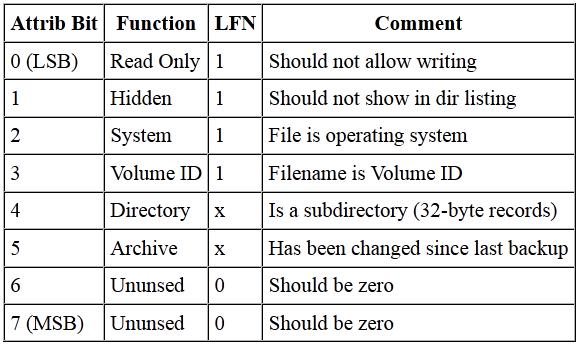 Attrib Bit Function LFN Comment
0 (LSB) Read Only 1 Should not allow writing
1 Hidden 1 Should not show in dir listing
2 System 1 File is operating system
3 Volume ID 1 Filename is Volume ID
4 Directory x Is a subdirectory (32-byte records)
5 Archive x Has been changed since last backup
6 Ununsed 0 Should be zero
7 (MSB) Ununsed 0 Should be zero